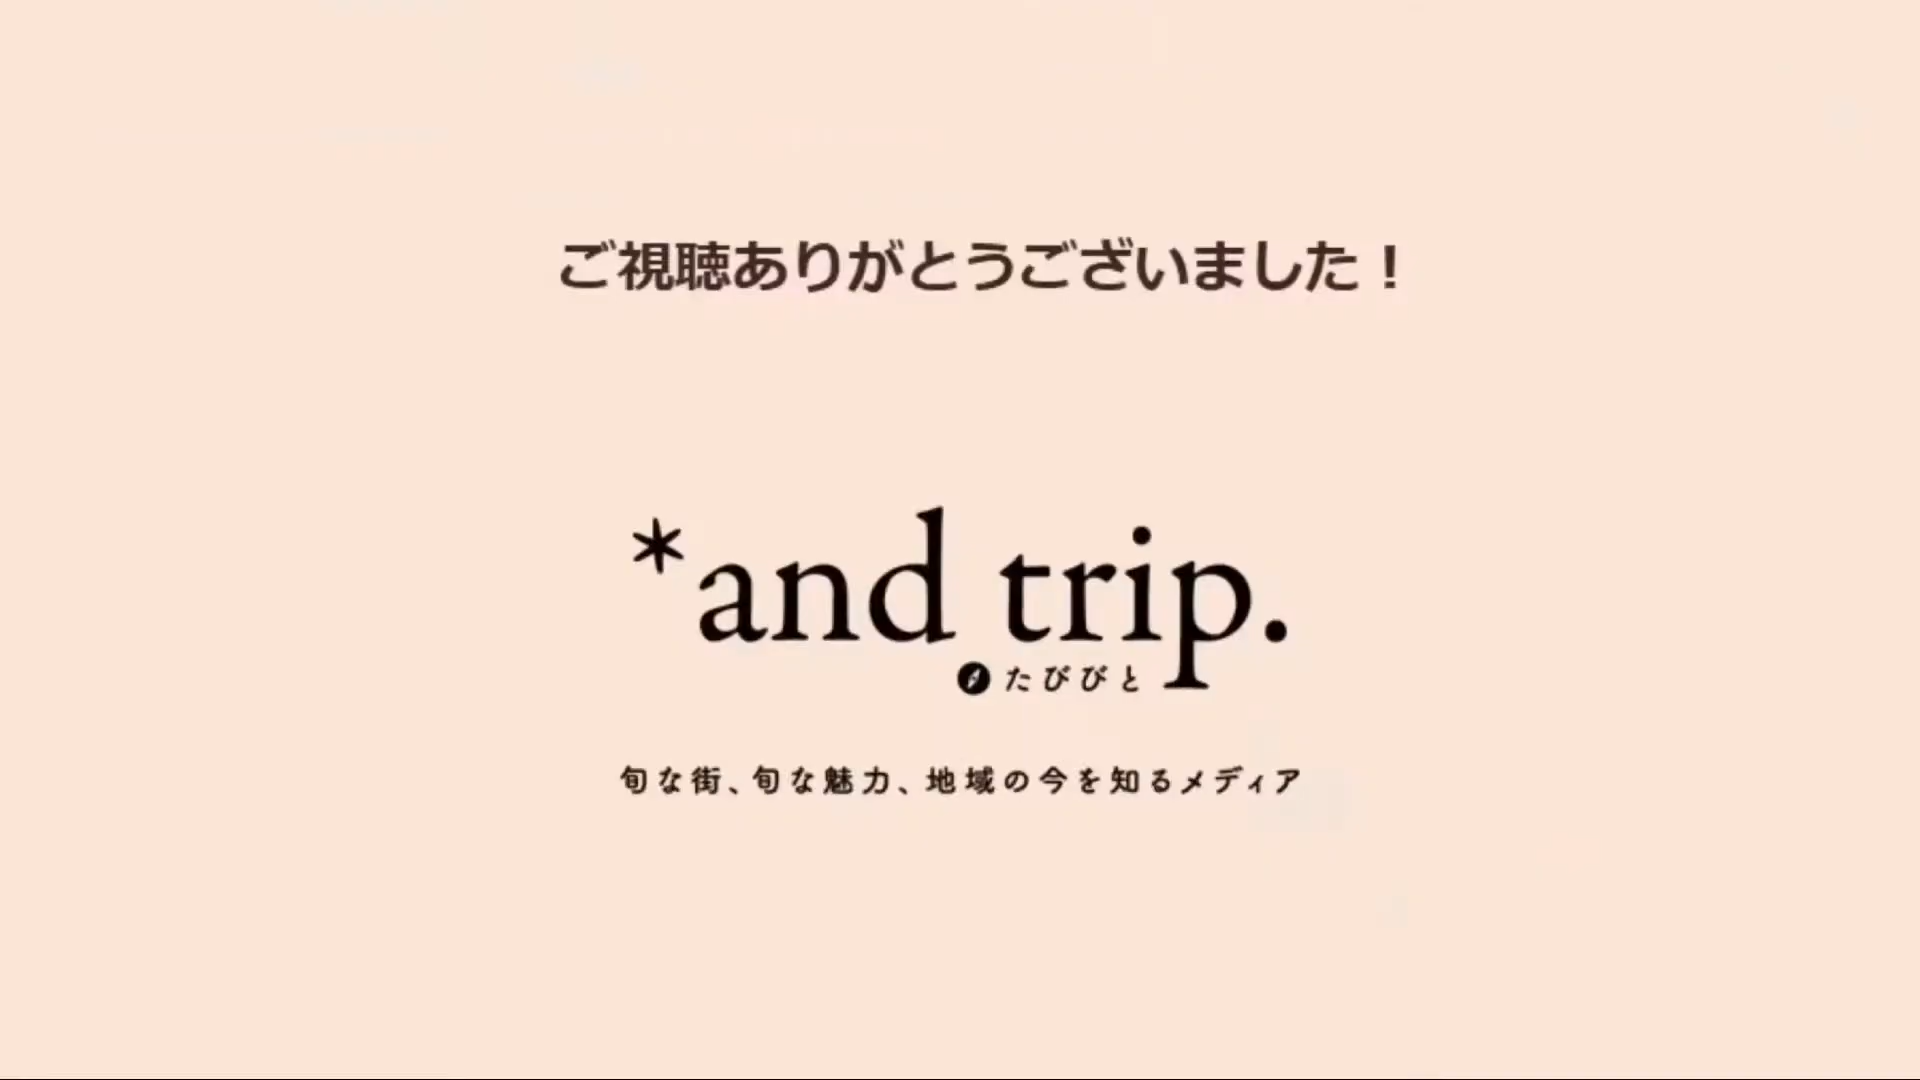 ご視聴ありがとうございました！
*and trip.
たびびと
旬な街、旬な魅力、地域の今を知るメディア